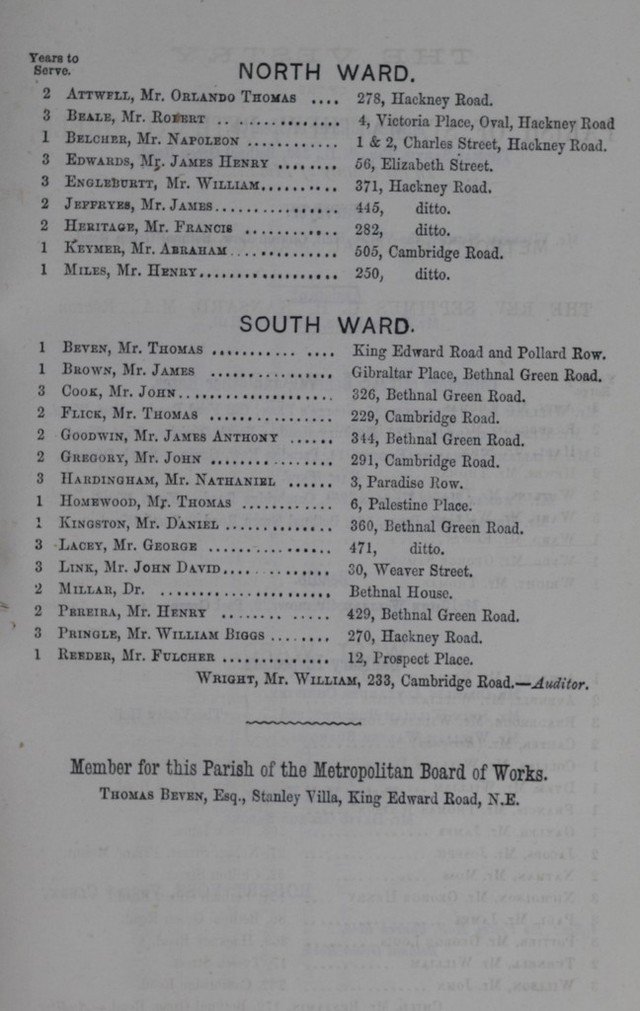 Years to
Serve.
NORTH WARD.
2 ATTWELL, Mr. ORLANDO THOMAS .... 278, Hackney Road.
3 BEALE, Mr. ROBERT .. .............. 4, Victoria Place, Oval, Hackney Road
1 BELCHER, Mr. NAPOLEON ............ 1 & 2, Charles Street, Hackney Road.
3 EDWARDS, Mr. JAMES HENRY ........ 56, Elizabeth Street.
3 ENGLEBURTT, Mr. WILLIAM.......... 371, Hackney Road.
2 JEFFRYES, Mr. JAMES................ 445, ditto.
2 HERITAGE, Mr. FRANCIS ............ 282, ditto.
1 KEYMER, Mr. ABRAHAM.............. 505, Cambridge Road.
1 MILES, Mr. HENRY.................. 250, ditto.
SOUTH WARD.
1 BEVEN, Mr. THOMAS ........... .... King Edward Road and Pollard Row.
1 BROWN, Mr. JAMES ................ Gibraltar Place, Bethnal Green Road.
3 COOK, Mr. JOHN.................... 326, Bethnal Green Road.
2 FLICK, Mr. THOMAS ................ 229, Cambridge Road.
2 GOODWIN, Mr. JAMES ANTHONY ...... 344, Bethnal Green Road.
2 GREGORY, Mr. JOHN ................ 291, Cambridge Road.
3 HARDINGHAM, Mr. NATHANIEL ...... 3, Paradise Row.
1 HOMEWOOD, Mr. THOMAS ............ 6, Palestine Place.
1 KINGSTON, Mr. DANIEL .............. 360, Bethnal Green Road.
3 LACEY, Mr. GEORGE ................ 471, ditto.
3 LINK, Mr. JOHN DAVID.............. 30, Weaver Street.
2 MILLAR, Dr. ...................... Bethnal House.
2 PEREIRA, Mr. HENRY ........ ..... 429, Bethnal Green Road.
3 PRINGLE, Mr. WILLIAM BIGGS ........ 270, Hackney Road.
1 REEDER, Mr. FULCHER .............. 12, Prospect Place.
WRIGHT, Mr. WILLIAM, 233, Cambridge Road.—Auditor.
Member for this Parish of the Metropolitan Board of Works.
THOMAS BEVEN, Esq., Stanley Villa, King Edward Road, N.E.